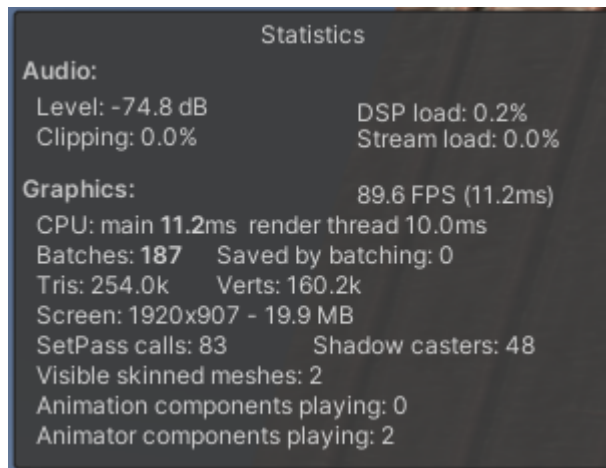 Statistics
Audio:
Level: -74.8 dB
DSP load: 0.2%
Clipping: 0.0%
Stream load: 0.0%
Graphics:
89.6 FPS (11.2ms)
CPU: main 11.2ms render thread 10.0ms
Batches: 187 Saved by batching: 0
Tris: 254.0k Verts: 160.2k
Screen: 1920x907 - 19.9 MB
SetPass calls: 83 Shadow casters: 48
Visible skinned meshes: 2
Animation components playing: 0
Animator components playing: 2